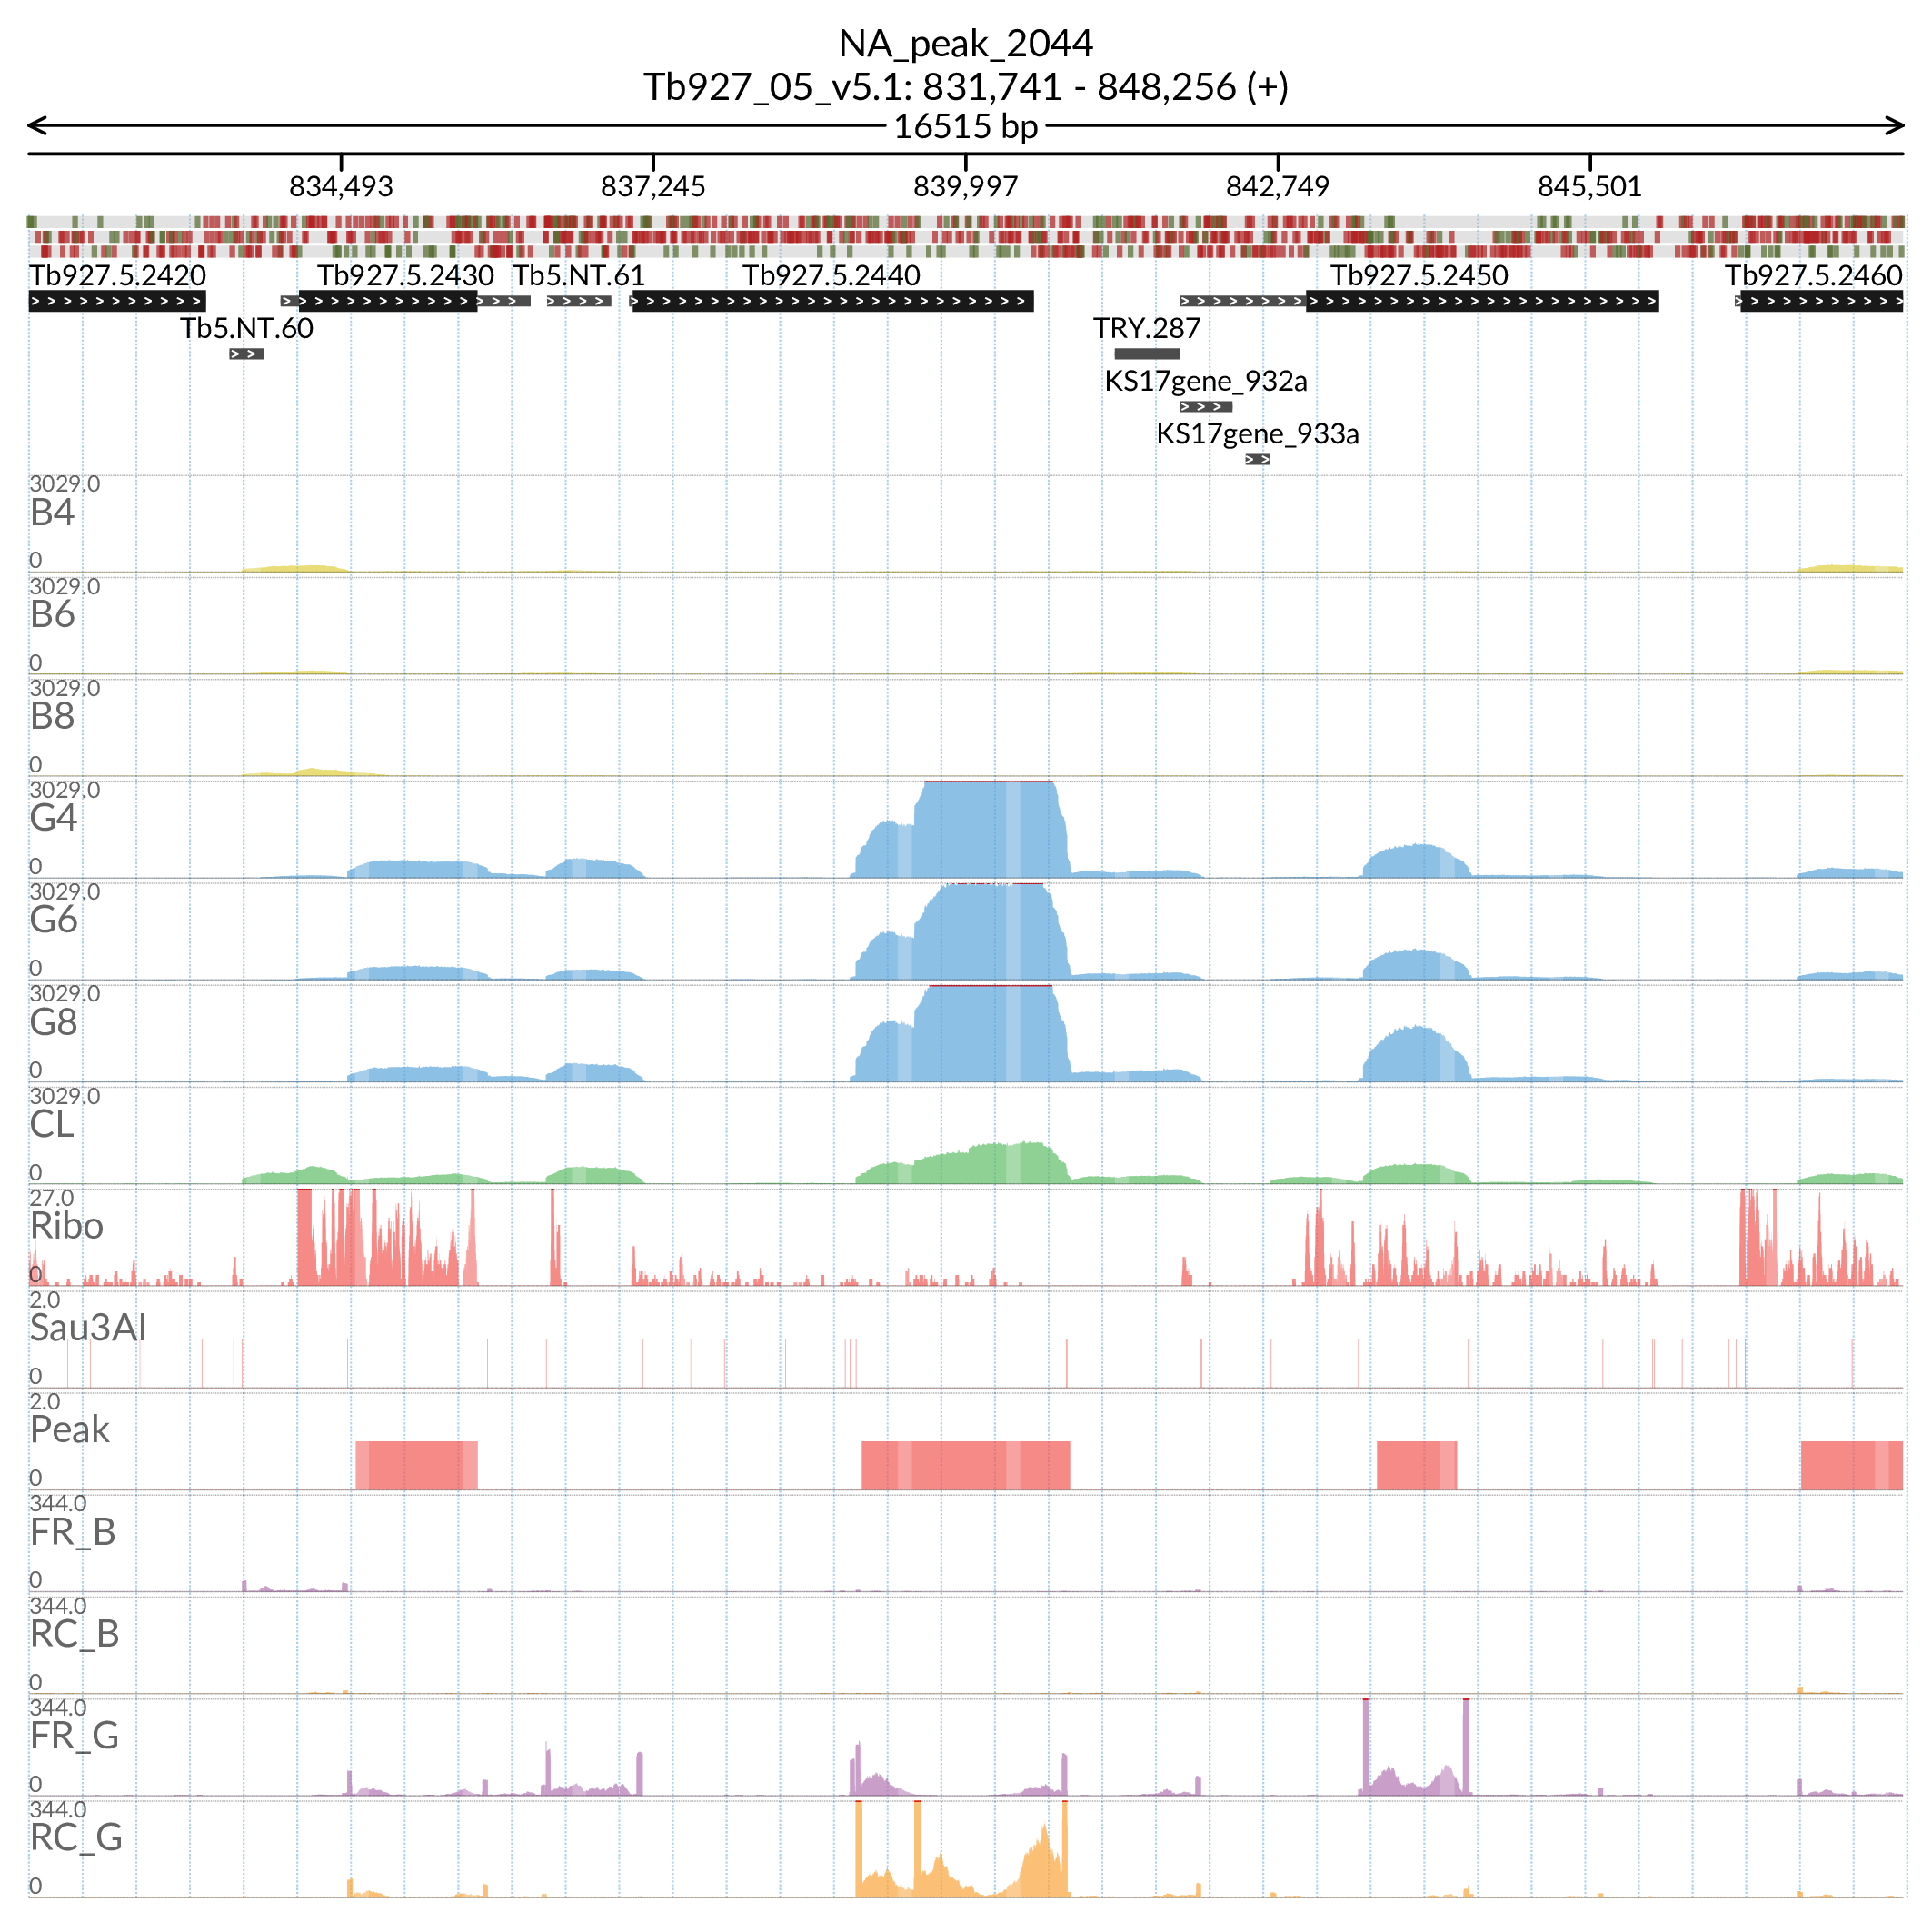 NA_peak_2044
Tb927_05_v5.1: 831,741 - 848,256 (+)
16515 bp
834,493 837,245 839,997 842,749 845,501
Tb927.5.2420 Tb927.5.2430 Tb5.NT.61 Tb927.5.2440 Tb927.5.2450 Tb927.5.2460
Tb5.NT.60 TRY.287
KS17gene_932a
KS17gene_933a
3029.0
B4
0
3029.0
B6
0
3029.0
B8
0
3029.0
G4
0
3029.0
G6
0
3029.0
G8
0
3029.0
CL
0
27.0
Ribo
0
2.0
Sau3AI
0
2.0
Peak
0
344.0
FR_B
0
344.0
RC_B
0
344.0
FR_G
0
344.0
RC_G
0